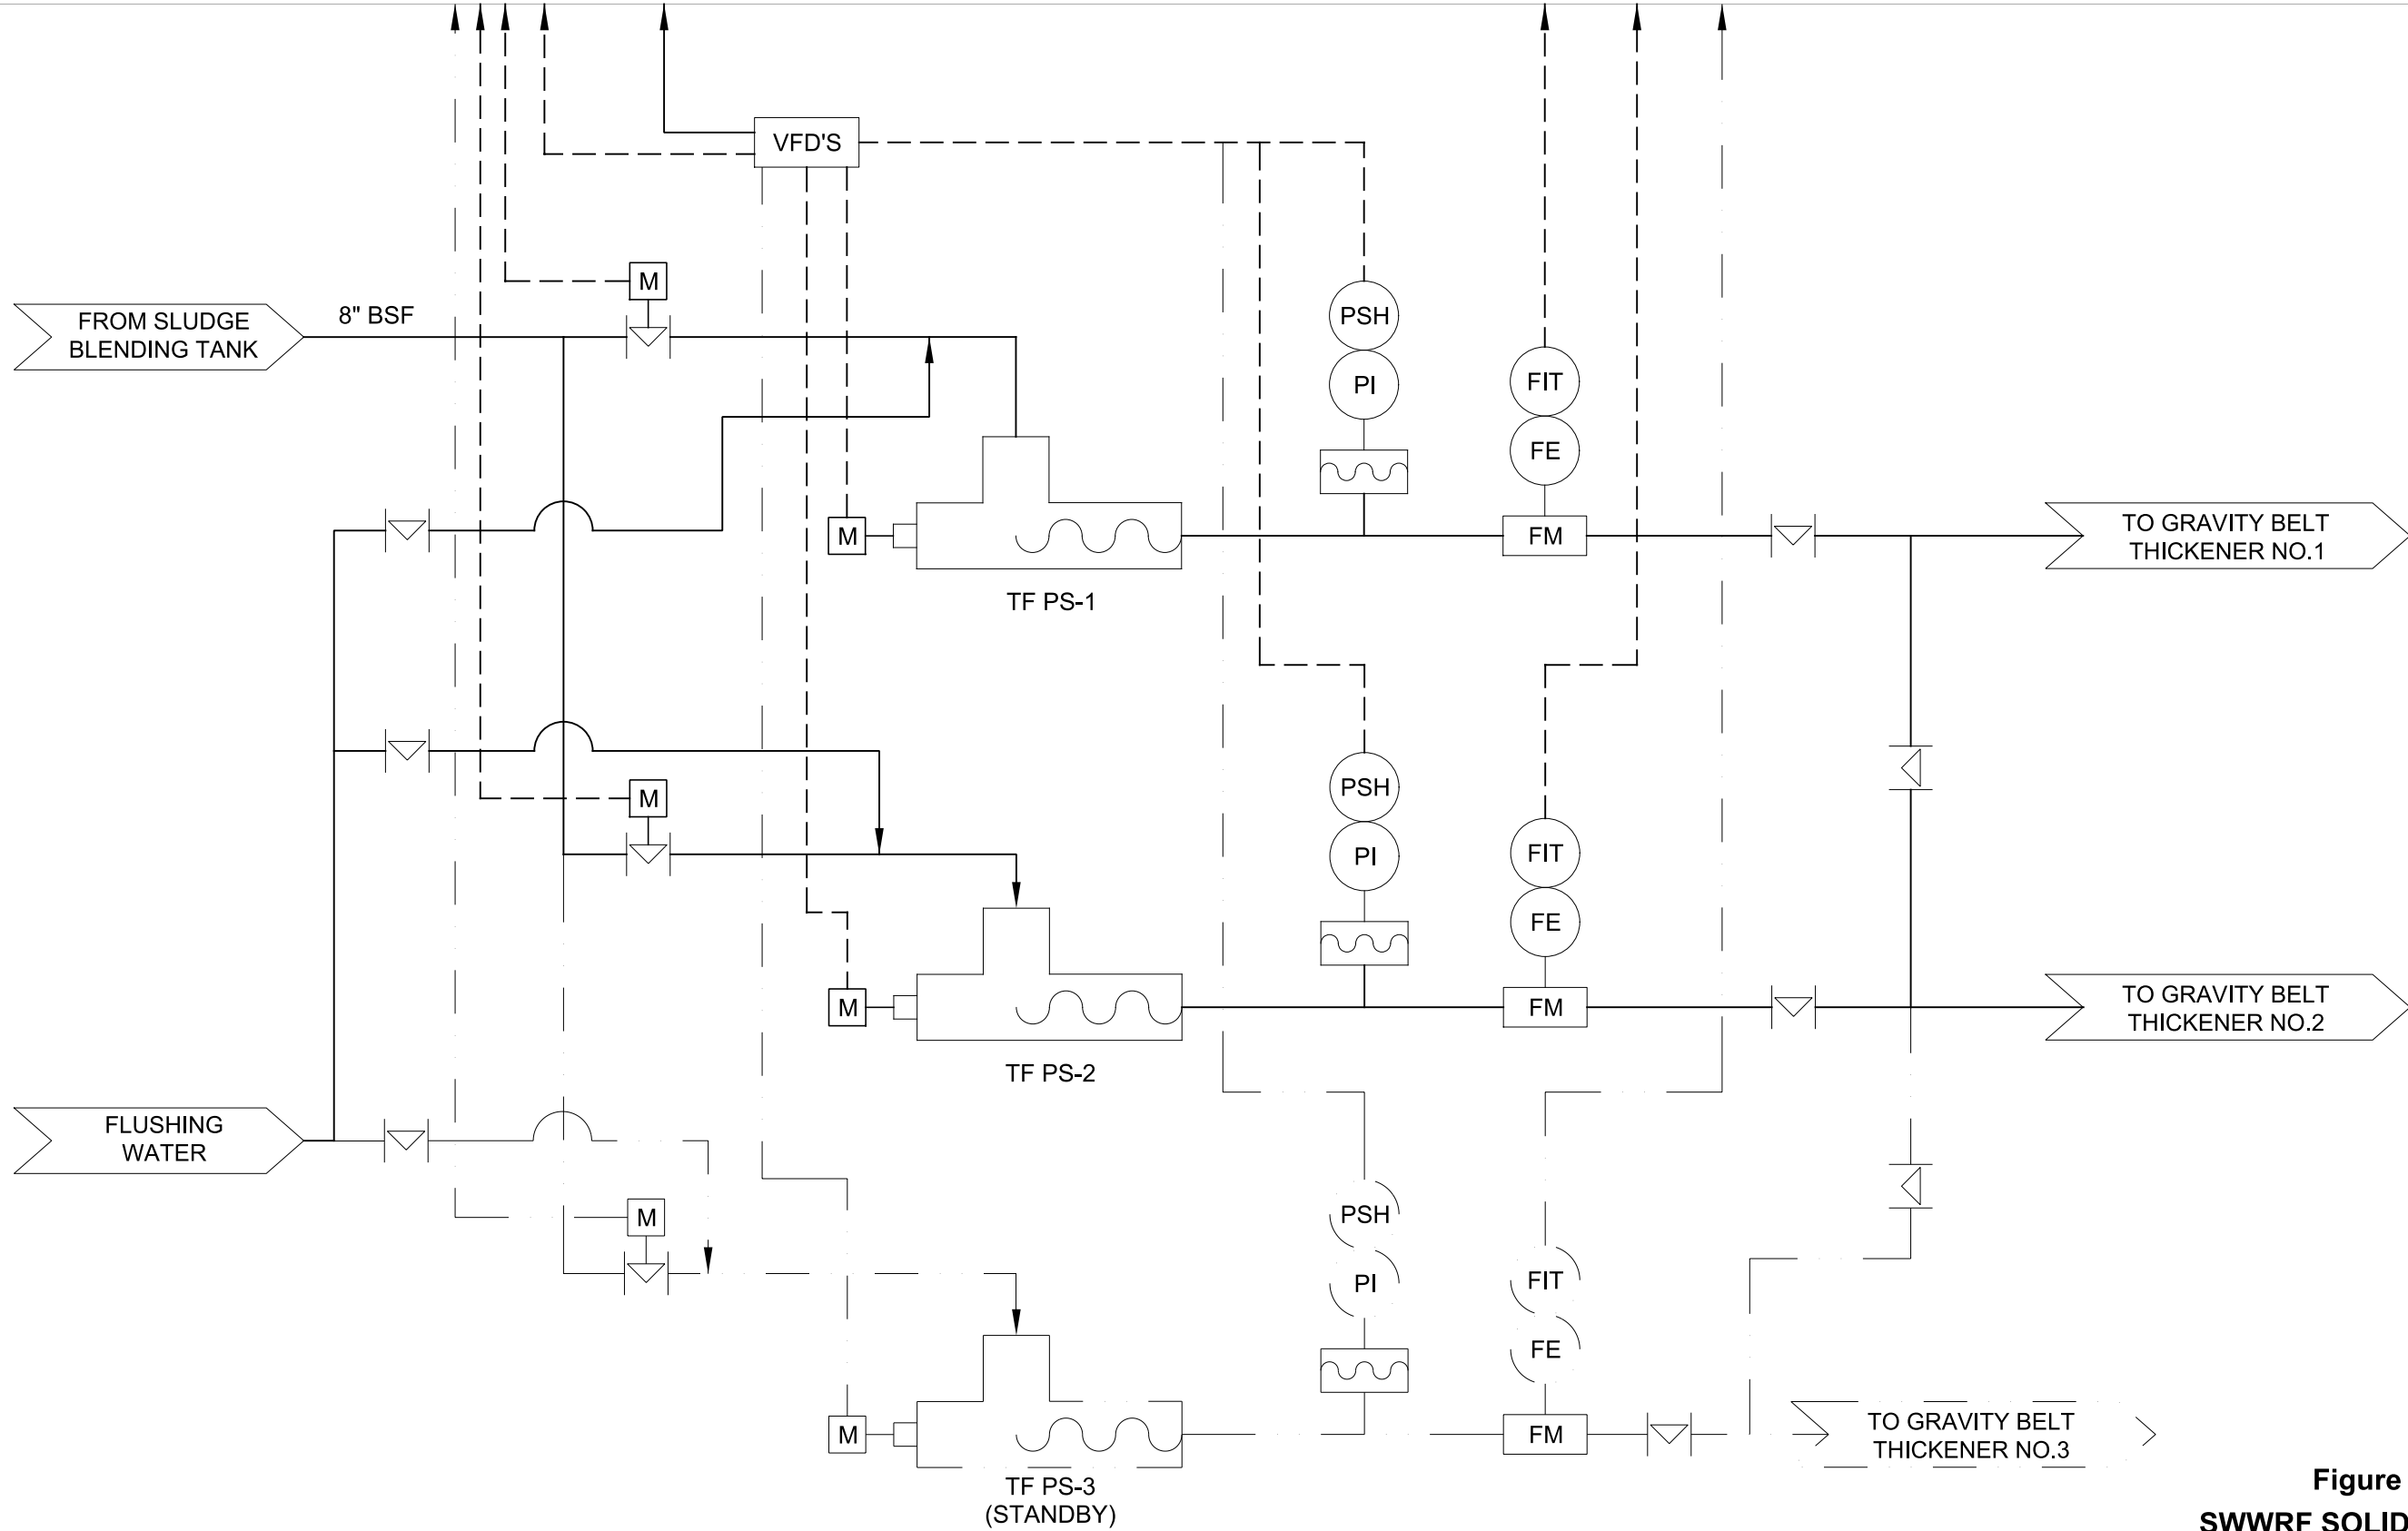 VFD'S
M
FROM SLUDGE
BLENDING TANK
8" BSF
PSH
PI
FIT
FE
M
FM
TF PS-1
TO GRAVITY BELT
THICKENER NO.1
M
PSH
PI
FIT
FE
M
FM
TF PS-2
TO GRAVITY BELT
THICKENER NO.2
FLUSHING
WATER
M
PSH
PI
FIT
FE
M
FM
TF PS-3
(STANDBY)
TO GRAVITY BELT
THICKENER NO.3
Figure
SWWRF SOLID